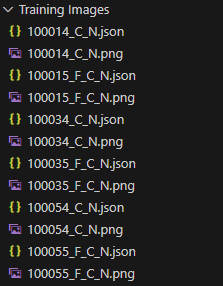 Training Images
100014_C_N.json
100014_C_N.png
100015_F_C_N.json
100015_F_C_N.png
100034_C_N.json
100034_C_N.png
100035_F_C_N.json
100035_F_C_N.png
100054_C_N.json
100054_C_N.png
100055_F_C_N.json
100055_F_C_N.png